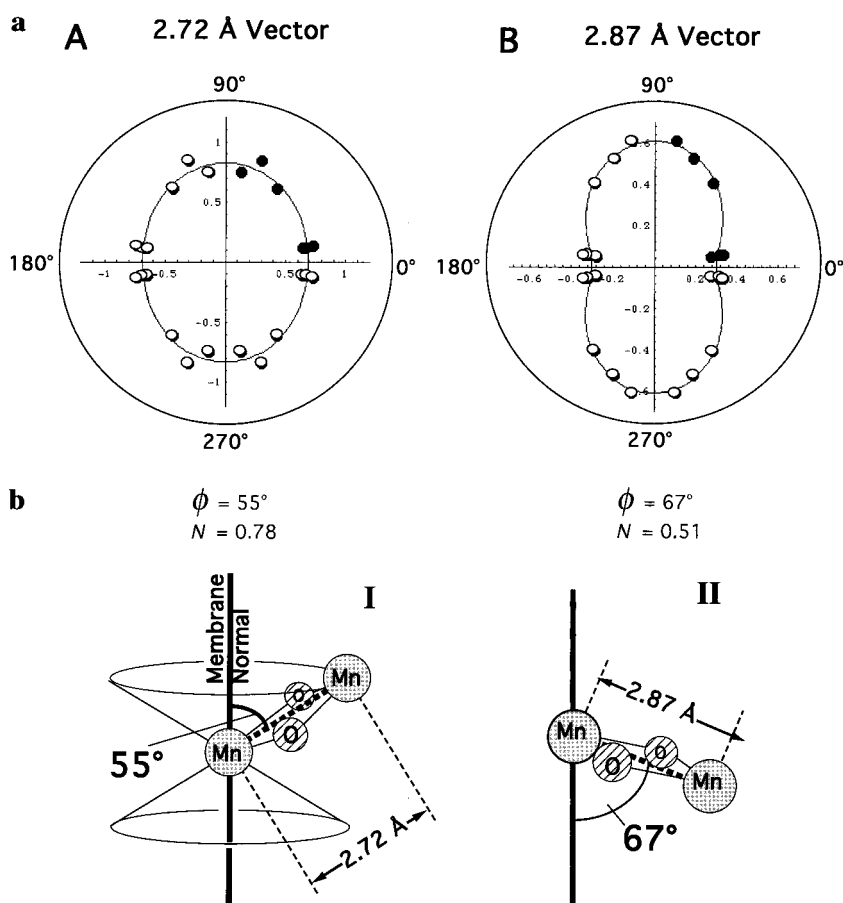 a
A 2.72 Å Vector
B 2.87 Å Vector
90°
90°
1
0.5
-1 -0.5 0.5 1
-0.5
-1
180° 0°
270°
0.4
0.2
-0.6 -0.4 -0.2 0.2 0.4 0.6
-0.2
-0.4
180° 0°
270°
b
ϕ = 55°
N = 0.78
ϕ = 67°
N = 0.51
I
II
Membrane
Normal
Mn
O
O
Mn
55°
2.72 Å
2.87 Å
Mn
O
O
Mn
67°